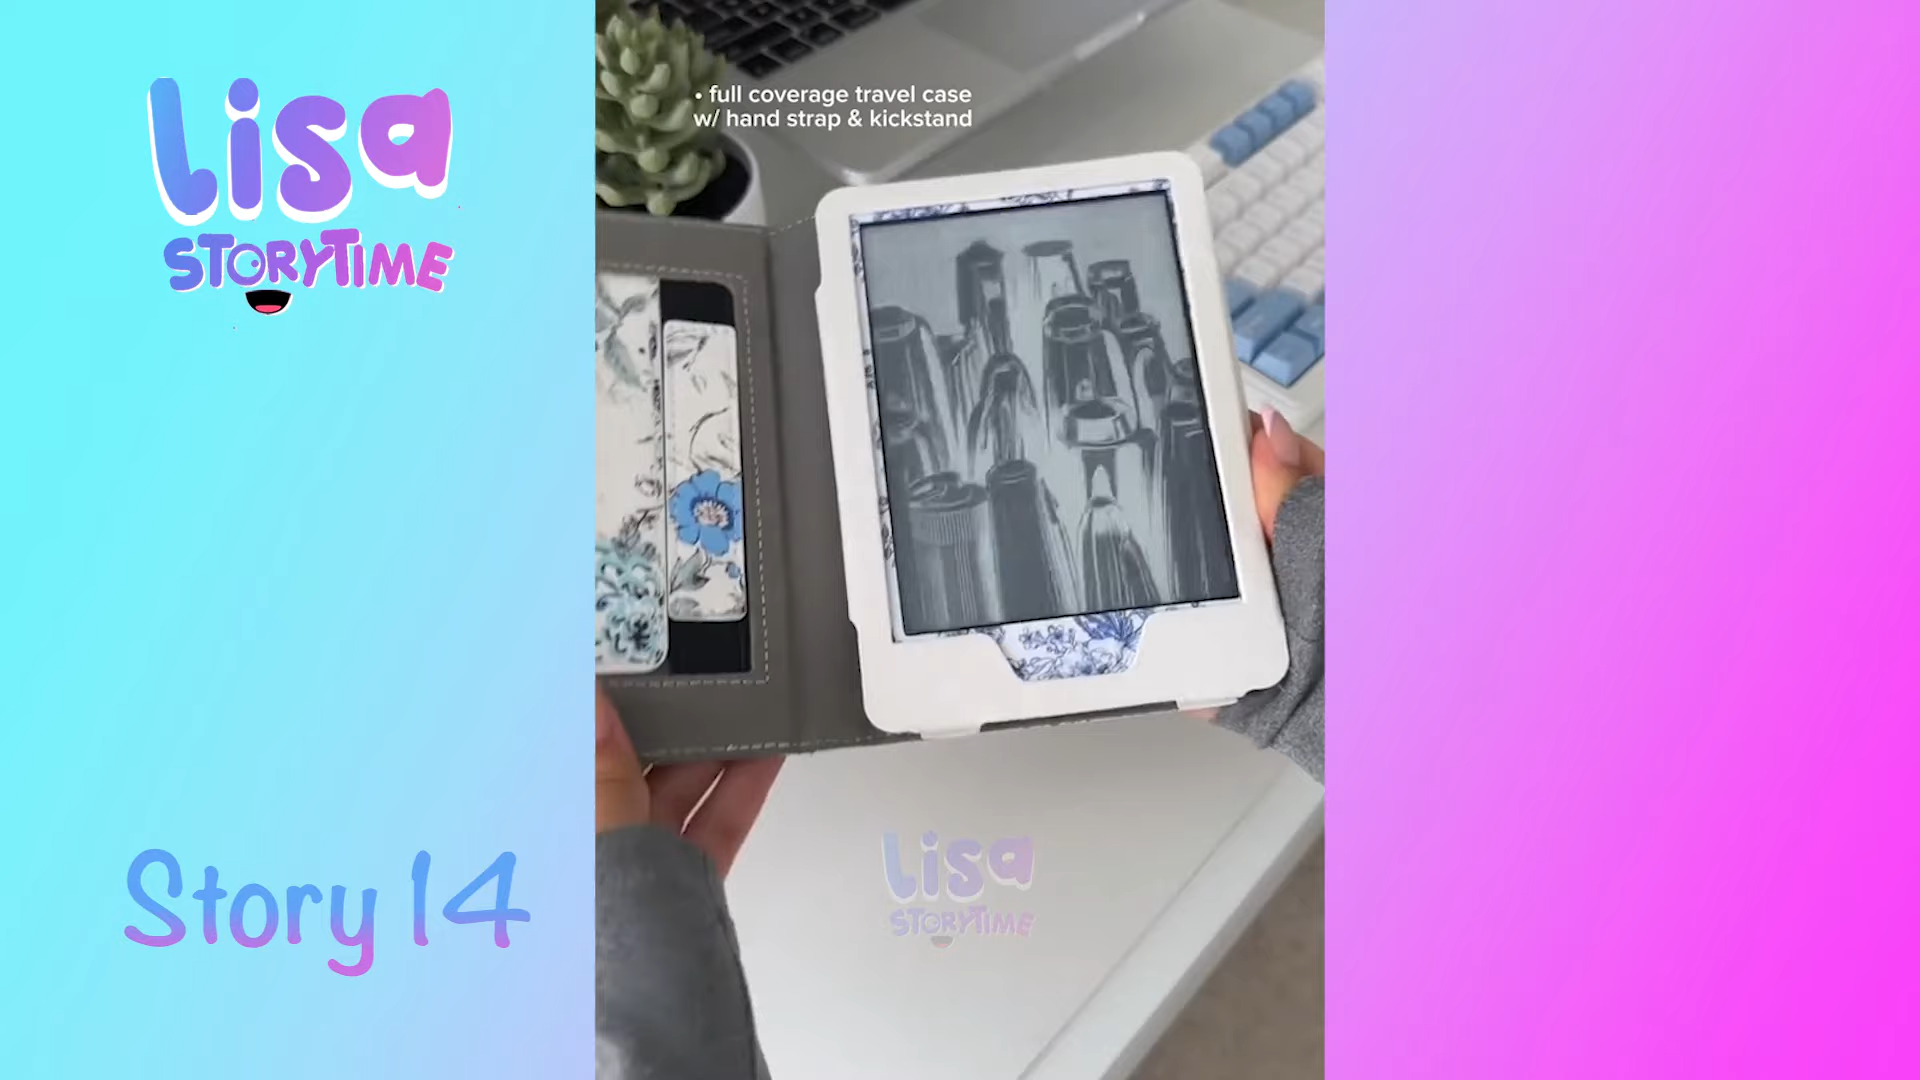 Lisa
STORYTIME
• full coverage travel case
w/ hand strap & kickstand
Story 14
Lisa
STORYTIME